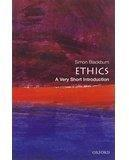 Simon Blackburn
ETHICS
A Very Short Introduction
OXFORD